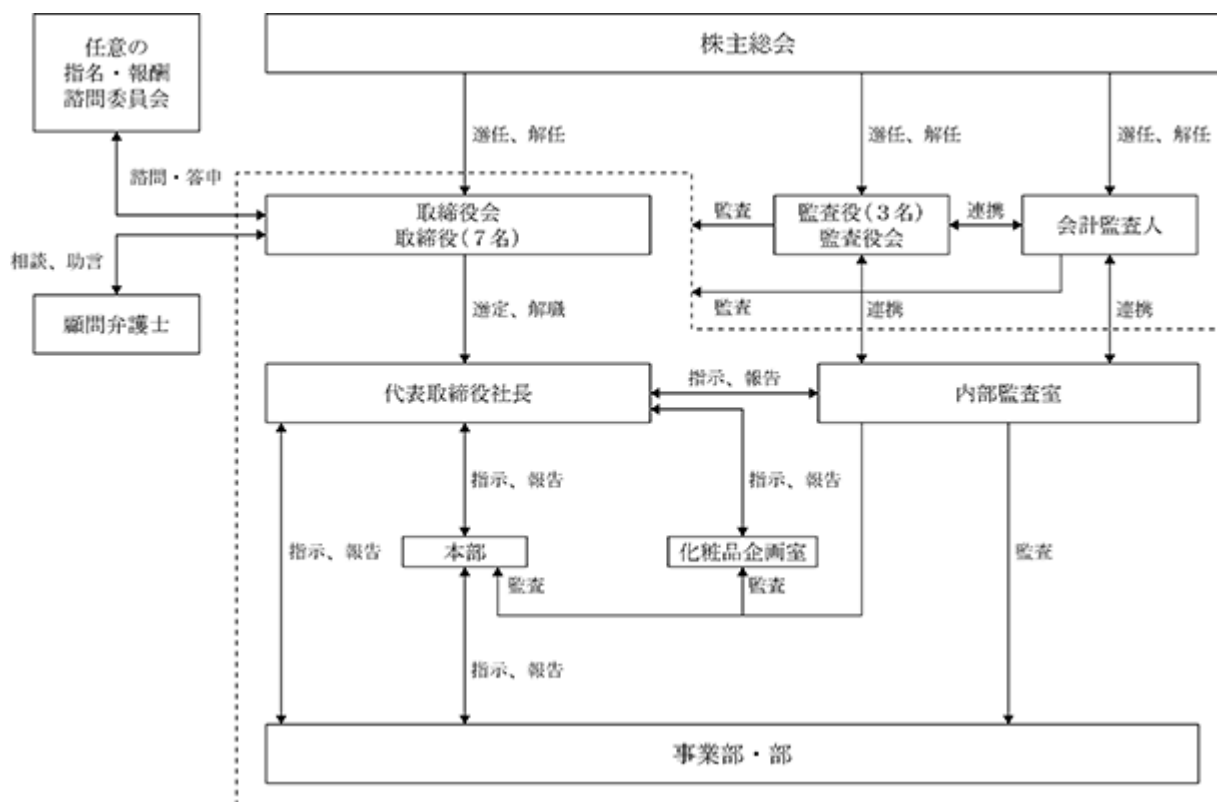 任意の
指名・報酬
諮問委員会
株主総会
選任、解任
選任、解任
選任、解任
諮問・答申
取締役会
取締役(7名)
監査
監査役(3名)
監査役会
連携
会計監査人
相談、助言
顧問弁護士
選定、解職
監査
連携
連携
代表取締役社長
指示、報告
内部監査室
指示、報告
指示、報告
指示、報告
本部
化粧品企画室
監査
監査
監査
指示、報告
事業部・部